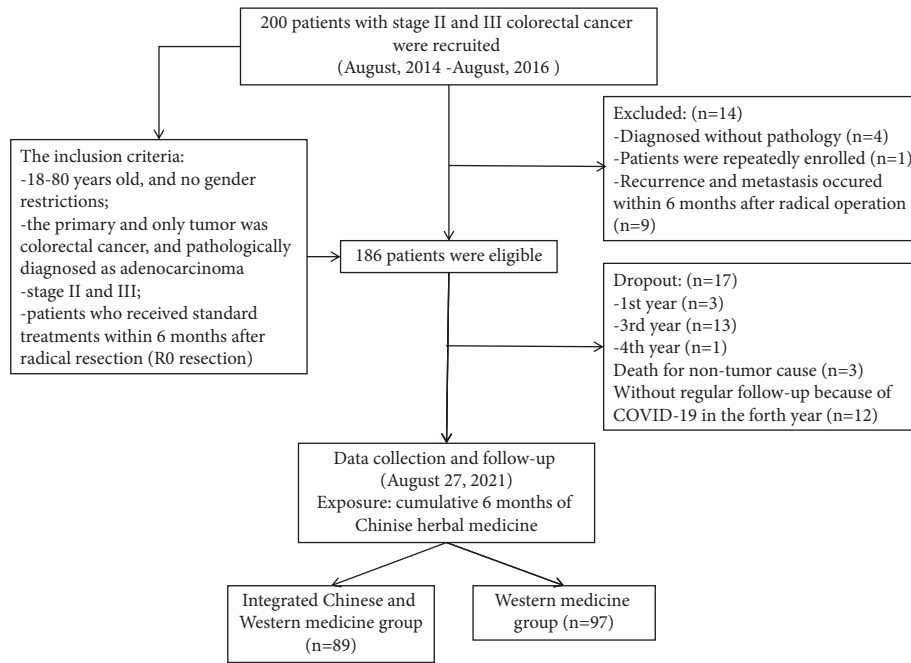 200 patients with stage II and III colorectal cancer
were recruited
(August, 2014 -August, 2016 )
Excluded: (n=14)
-Diagnosed without pathology (n=4)
-Patients were repeatedly enrolled (n=1)
-Recurrence and metastasis occured
within 6 months after radical operation
(n=9)
The inclusion criteria:
-18-80 years old, and no gender
restrictions;
-the primary and only tumor was
colorectal cancer, and pathologically
diagnosed as adenocarcinoma
-stage II and III;
-patients who received standard
treatments within 6 months after
radical resection (R0 resection)
186 patients were eligible
Dropout: (n=17)
-1st year (n=3)
-3rd year (n=13)
-4th year (n=1)
Death for non-tumor cause (n=3)
Without regular follow-up because of
COVID-19 in the forth year (n=12)
Data collection and follow-up
(August 27, 2021)
Exposure: cumulative 6 months of
Chinise herbal medicine
Integrated Chinese and
Western medicine group
(n=89)
Western medicine
group (n=97)